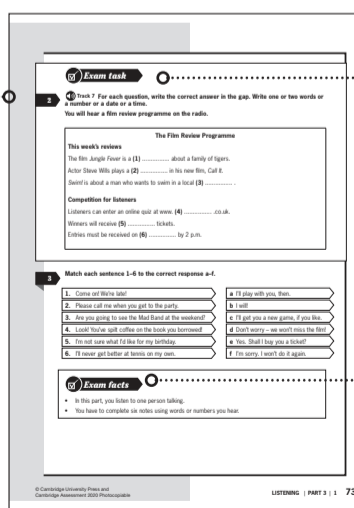 Exam task
2 Track 7 For each question, write the correct answer in the gap. Write one or two words or
a number or a date or a time.
You will hear a film review programme on the radio.
The Film Review Programme
This week's reviews
The film Jungle Fever is a (1) ................ about a family of tigers.
Actor Steve Wills plays a (2) ................ in his new film, Call It.
Swim! is about a man who wants to swim in a local (3) ................ .
Competition for listeners
Listeners can enter an online quiz at www. (4) ................ .co.uk.
Winners will receive (5) ................ tickets.
Entries must be received on (6) ................ by 2 p.m.
3 Match each sentence 1–6 to the correct response a–f.
1. Come on! We're late!
2. Please call me when you get to the party.
3. Are you going to see the Mad Band at the weekend?
4. Look! You've spilt coffee on the book you borrowed!
5. I'm not sure what I'd like for my birthday.
6. I'll never get better at tennis on my own.
a I'll play with you, then.
b I will!
c I'll get you a new game, if you like.
d Don't worry – we won't miss the film!
e Yes. Shall I buy you a ticket?
f I'm sorry. I won't do it again.
Exam facts
• In this part, you listen to one person talking.
• You have to complete six notes using words or numbers you hear.
© Cambridge University Press and
Cambridge Assessment 2020 Photocopiable
LISTENING | PART 3 | 1 73